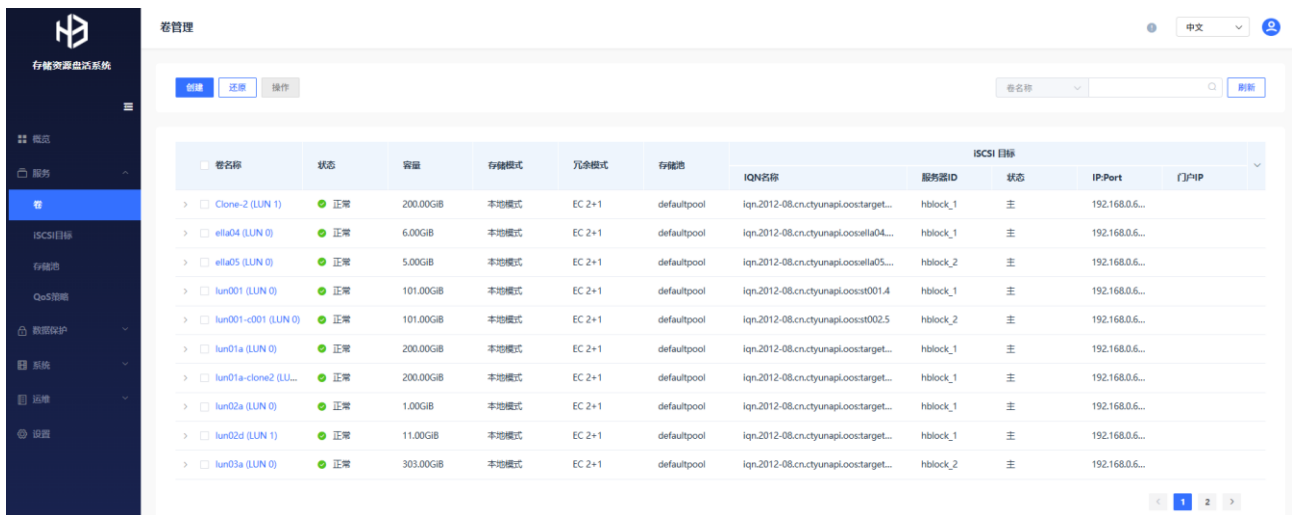 卷管理
中文
存储资源盘活系统
创建 还原 操作
卷名称
刷新
概览
服务
卷
iSCSI目标
存储池
QoS策略
数据保护
系统
运维
设置
卷名称 状态 容量 存储模式 冗余模式 存储池 iSCSI 目标
IQN名称 服务器ID 状态 IP:Port 门户IP
Clone-2 (LUN 1) 正常 200.00GiB 本地模式 EC 2+1 defaultpool iqn.2012-08.cn.ctyunapi.oos:target... hblock_1 主 192.168.0.6...
ella04 (LUN 0) 正常 6.00GiB 本地模式 EC 2+1 defaultpool iqn.2012-08.cn.ctyunapi.oos:ella04.... hblock_1 主 192.168.0.6...
ella05 (LUN 0) 正常 5.00GiB 本地模式 EC 2+1 defaultpool iqn.2012-08.cn.ctyunapi.oos:ella05.... hblock_2 主 192.168.0.6...
lun001 (LUN 0) 正常 101.00GiB 本地模式 EC 2+1 defaultpool iqn.2012-08.cn.ctyunapi.oos:st001.4 hblock_1 主 192.168.0.6...
lun001-c001 (LUN 0) 正常 101.00GiB 本地模式 EC 2+1 defaultpool iqn.2012-08.cn.ctyunapi.oos:st002.5 hblock_2 主 192.168.0.6...
lun01a (LUN 0) 正常 200.00GiB 本地模式 EC 2+1 defaultpool iqn.2012-08.cn.ctyunapi.oos:target... hblock_1 主 192.168.0.6...
lun01a-clone2 (LU... 正常 200.00GiB 本地模式 EC 2+1 defaultpool iqn.2012-08.cn.ctyunapi.oos:target... hblock_1 主 192.168.0.6...
lun02a (LUN 0) 正常 1.00GiB 本地模式 EC 2+1 defaultpool iqn.2012-08.cn.ctyunapi.oos:target... hblock_1 主 192.168.0.6...
lun02d (LUN 1) 正常 11.00GiB 本地模式 EC 2+1 defaultpool iqn.2012-08.cn.ctyunapi.oos:target... hblock_1 主 192.168.0.6...
lun03a (LUN 0) 正常 303.00GiB 本地模式 EC 2+1 defaultpool iqn.2012-08.cn.ctyunapi.oos:target... hblock_2 主 192.168.0.6...
1 2